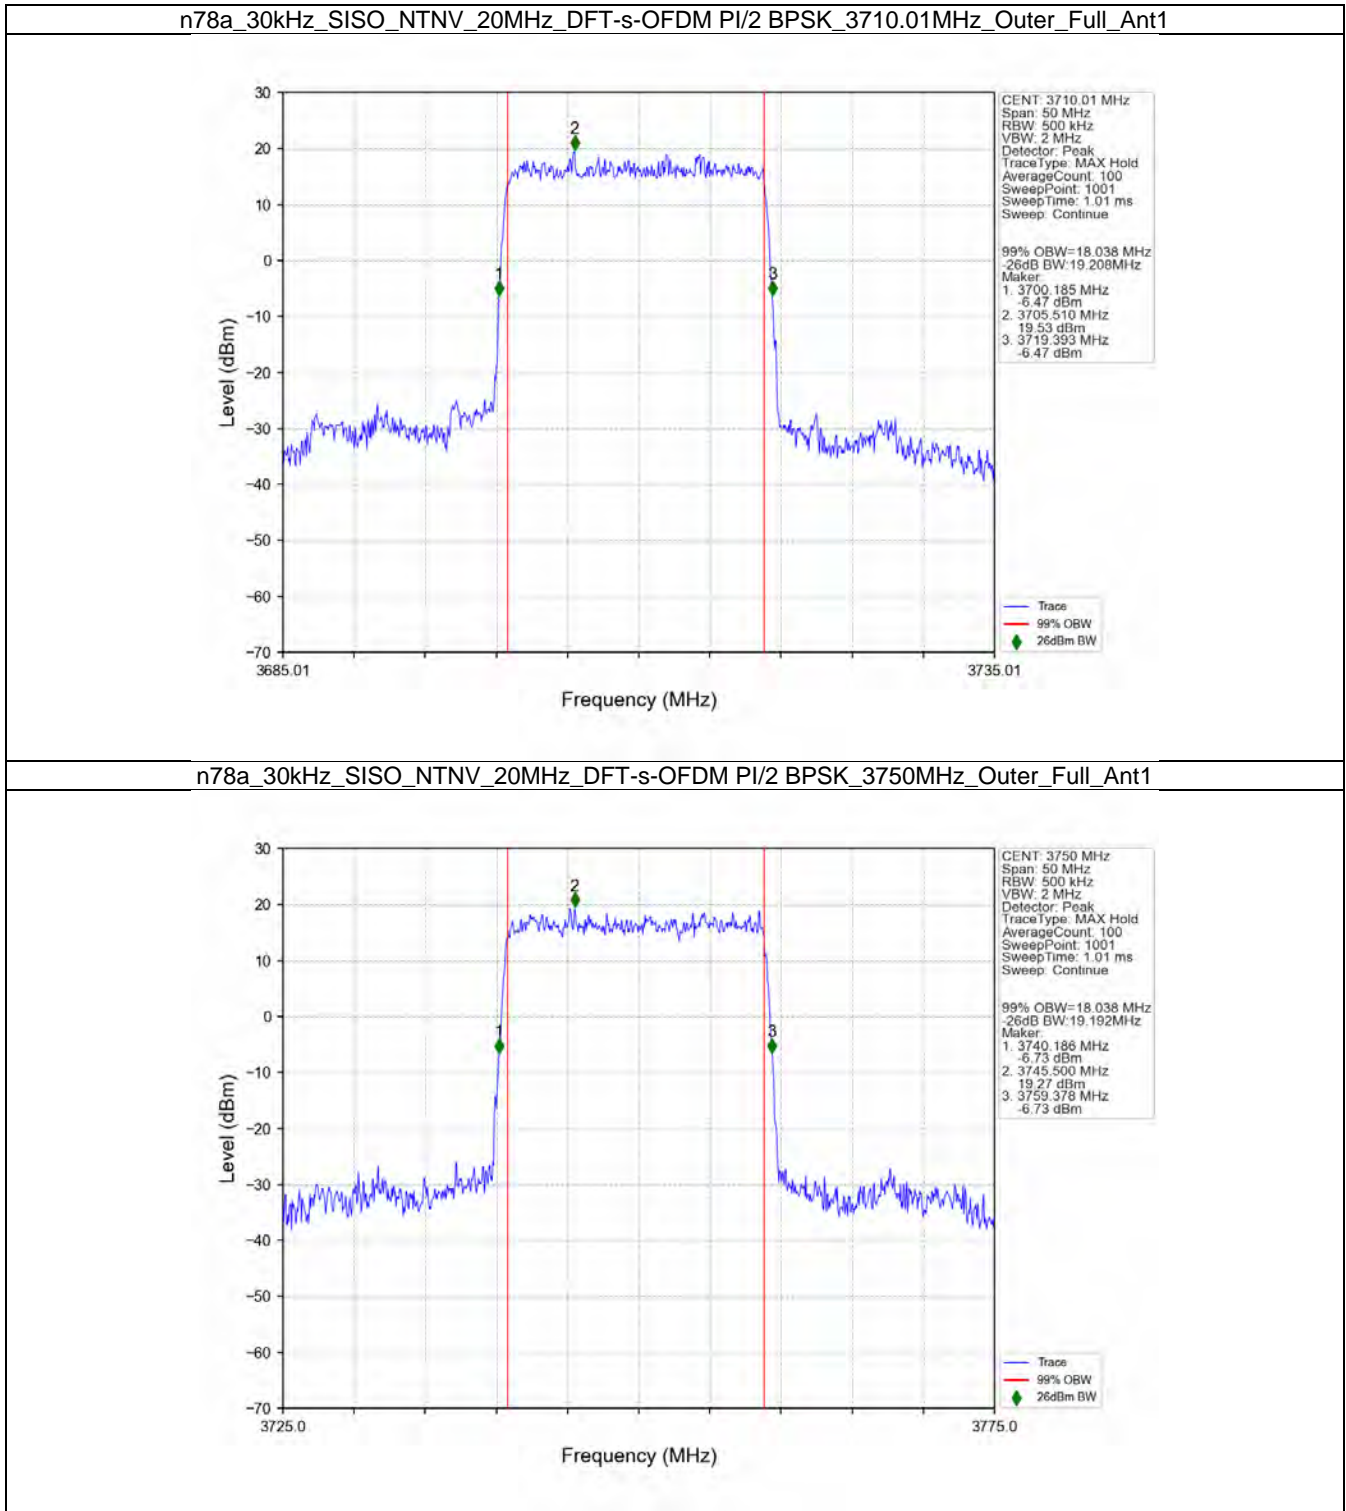 n78a_30kHz_SISO_NTNV_20MHz_DFT-s-OFDM PI/2 BPSK_3710.01MHz_Outer_Full_Ant1
30
20
10
0
−10
−20
−30
−40
−50
−60
−70
Level (dBm)
1
2
3
3685.01
3735.01
Frequency (MHz)
CENT: 3710.01 MHz
Span: 50 MHz
RBW: 500 kHz
VBW: 2 MHz
Detector: Peak
TraceType: MAX Hold
AverageCount: 100
SweepPoint: 1001
SweepTime: 1.01 ms
Sweep: Continue
99% OBW=18.038 MHz
-26dB BW:19.208MHz
Maker:
1. 3700.185 MHz
-6.47 dBm
2. 3705.510 MHz
19.53 dBm
3. 3719.393 MHz
-6.47 dBm
Trace
99% OBW
26dBm BW
n78a_30kHz_SISO_NTNV_20MHz_DFT-s-OFDM PI/2 BPSK_3750MHz_Outer_Full_Ant1
30
20
10
0
−10
−20
−30
−40
−50
−60
−70
Level (dBm)
1
2
3
3725.0
3775.0
Frequency (MHz)
CENT: 3750 MHz
Span: 50 MHz
RBW: 500 kHz
VBW: 2 MHz
Detector: Peak
TraceType: MAX Hold
AverageCount: 100
SweepPoint: 1001
SweepTime: 1.01 ms
Sweep: Continue
99% OBW=18.038 MHz
-26dB BW:19.192MHz
Maker:
1. 3740.186 MHz
-6.73 dBm
2. 3745.500 MHz
19.27 dBm
3. 3759.378 MHz
-6.73 dBm
Trace
99% OBW
26dBm BW